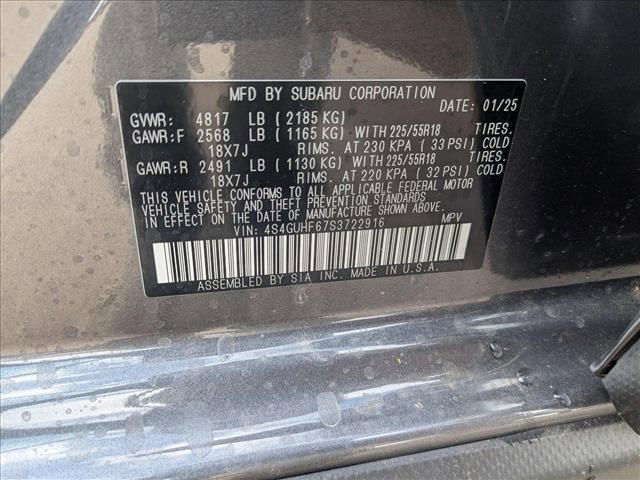 MFD BY SUBARU CORPORATION
DATE: 01/25
GVWR: 4817 LB (2185 KG)
GAWR:F 2568 LB (1165 KG) WITH 225/55R18 TIRES.
18X7J RIMS. AT 230 KPA (33 PSI) COLD
GAWR:R 2491 LB (1130 KG) WITH 225/55R18 TIRES.
18X7J RIMS. AT 220 KPA (32 PSI) COLD
THIS VEHICLE CONFORMS TO ALL APPLICABLE FEDERAL MOTOR
VEHICLE SAFETY AND THEFT PREVENTION STANDARDS IN
EFFECT ON THE DATE OF MANUFACTURE SHOWN ABOVE.
VIN: 4S4GUHF67S3722916 MPV
ASSEMBLED BY SIA INC. MADE IN U.S.A.